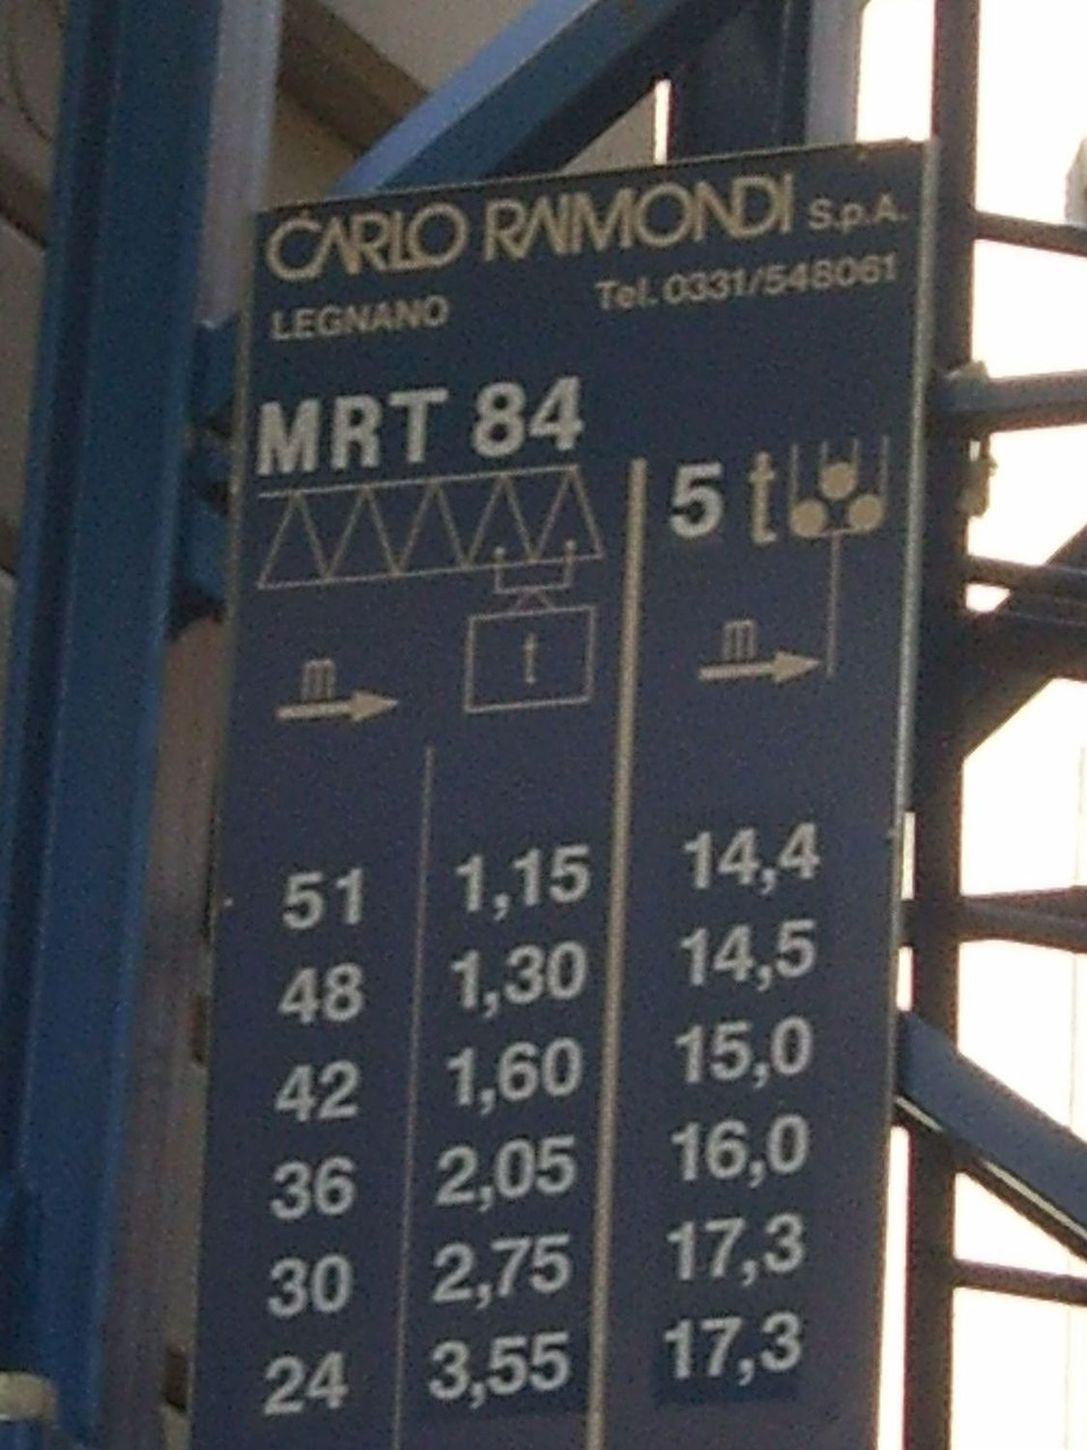 CARLO RAIMONDI S.p.A.
LEGNANO Tel. 0331/548061
MRT 84
5 t
m t m
51 1,15 14,4
48 1,30 14,5
42 1,60 15,0
36 2,05 16,0
30 2,75 17,3
24 3,55 17,3